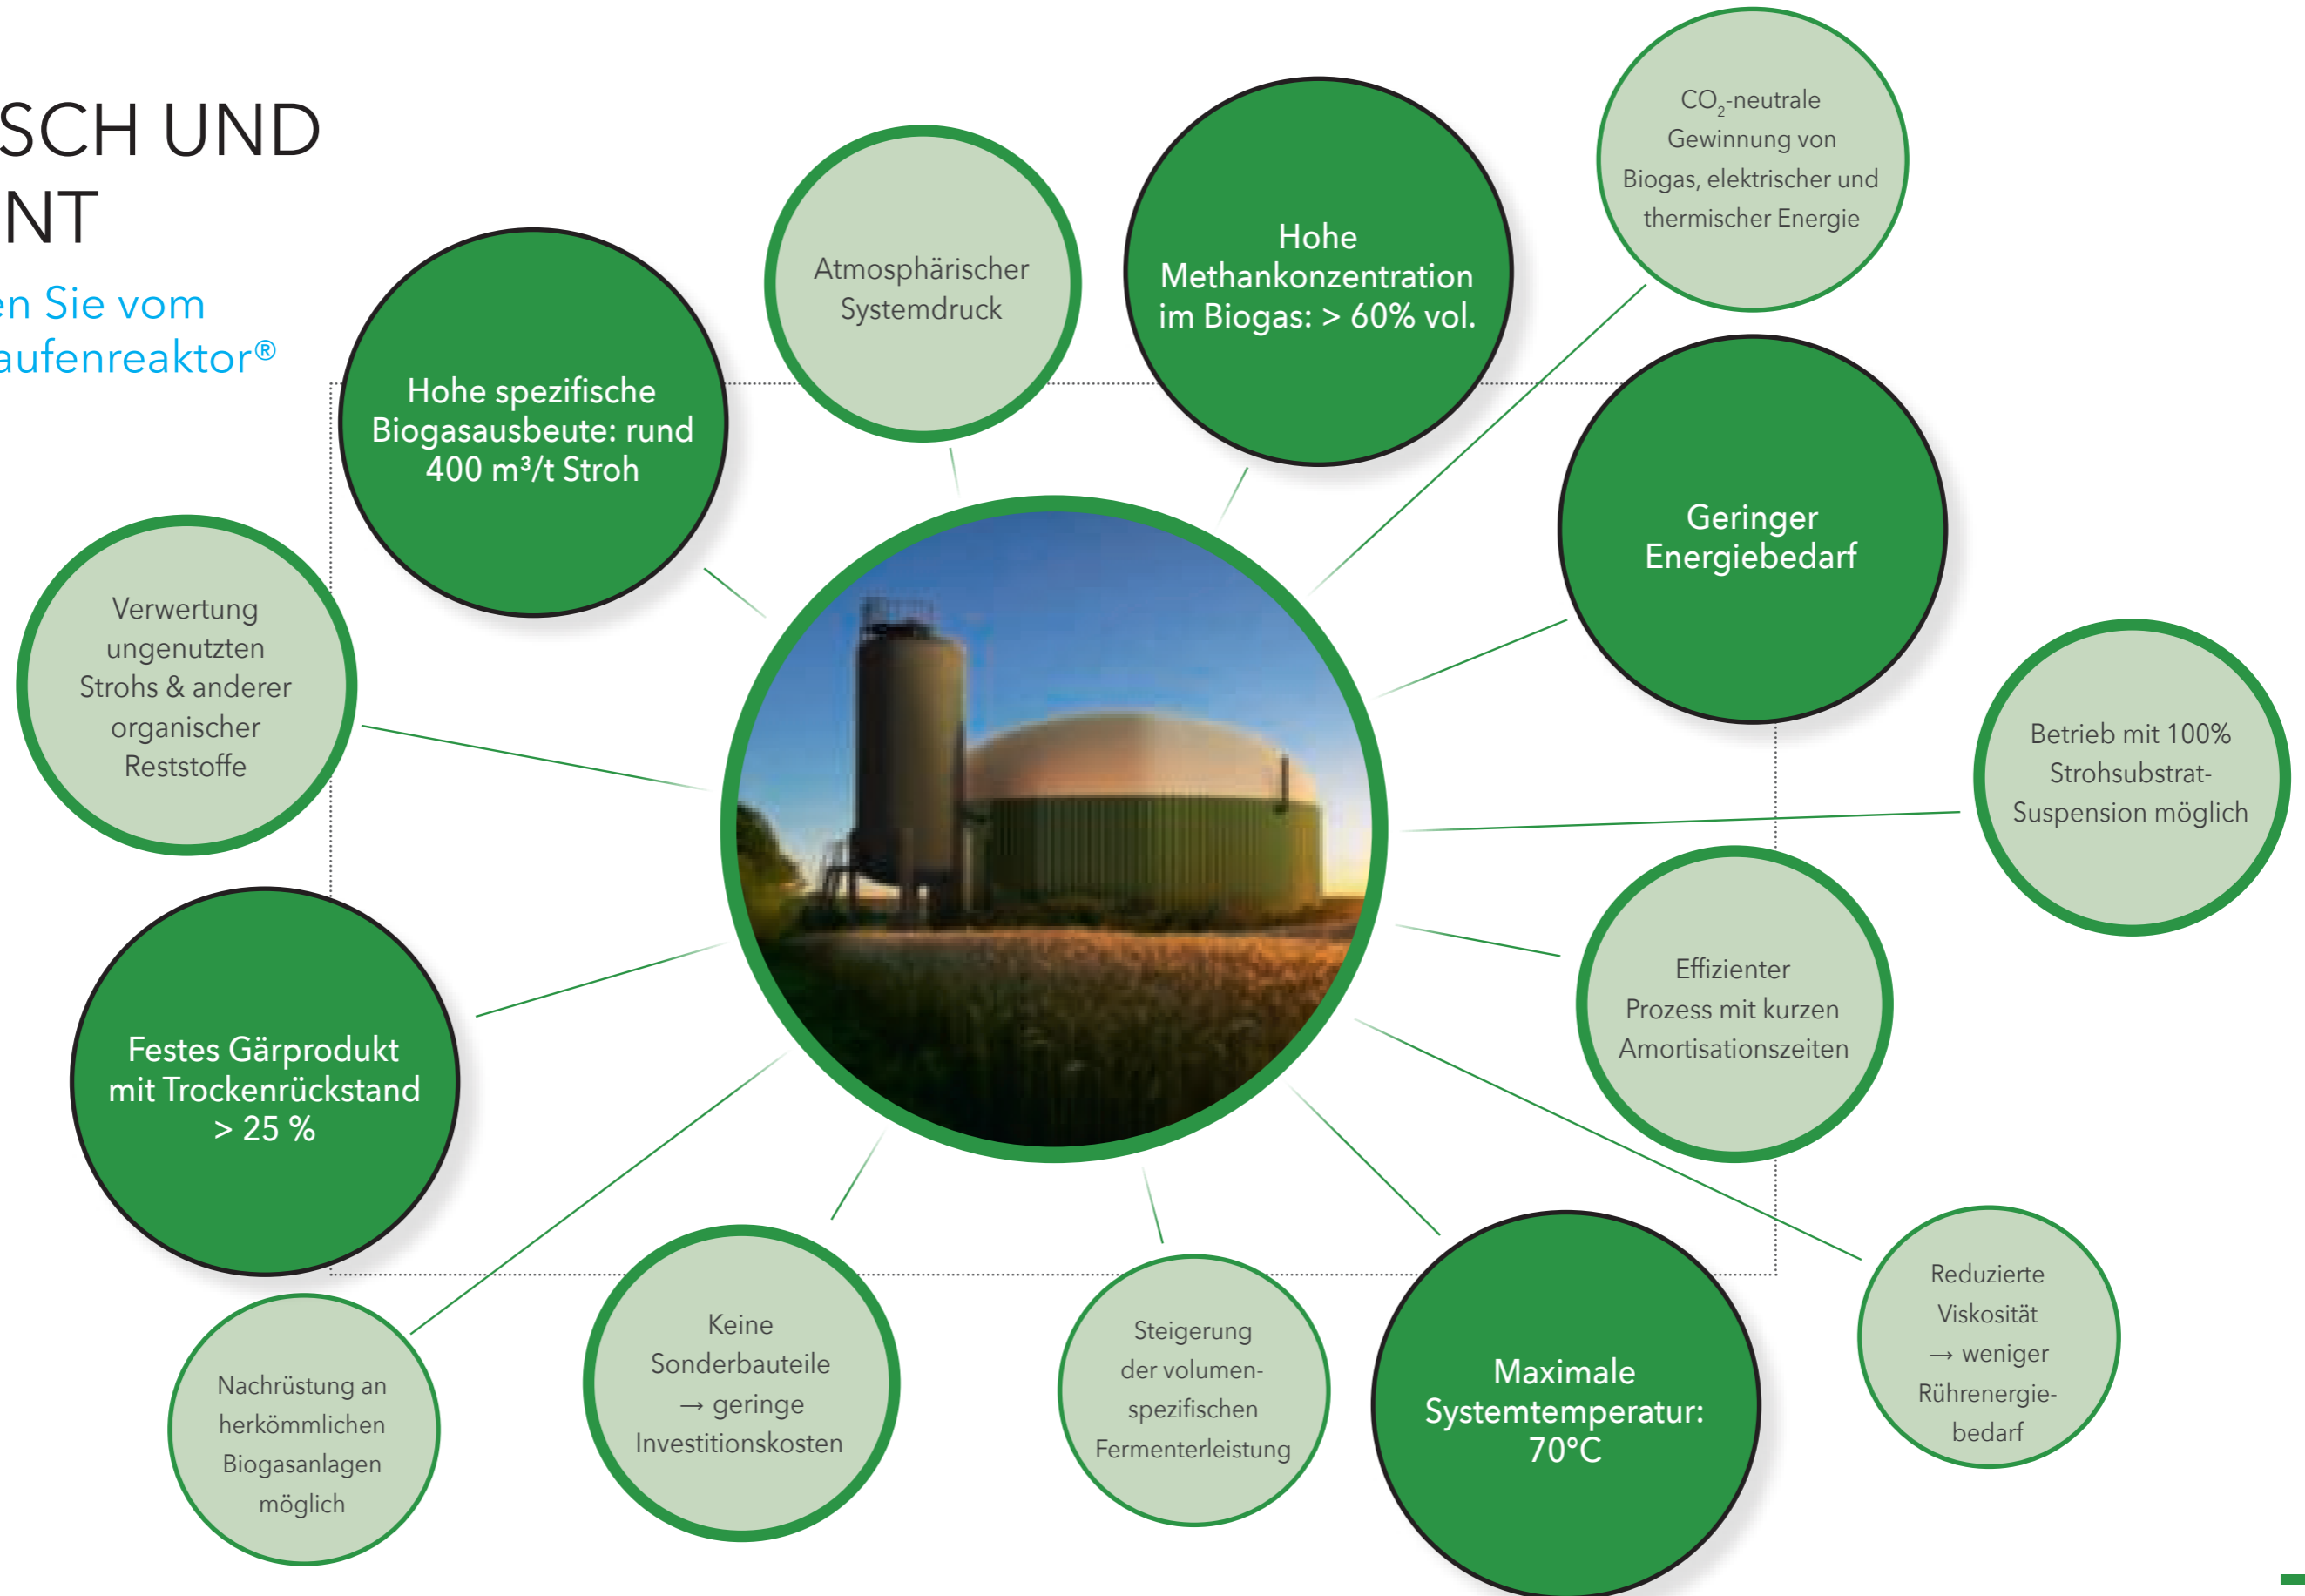 SCH UND
NT
en Sie vom
aufenreaktor®
CO₂-neutrale
Gewinnung von
Biogas, elektrischer und
thermischer Energie
Hohe
Methankonzentration
im Biogas: > 60% vol.
Atmosphärischer
Systemdruck
Hohe spezifische
Biogasausbeute: rund
400 m³/t Stroh
Geringer
Energiebedarf
Verwertung
ungenutzten
Strohs & anderer
organischer
Reststoffe
Betrieb mit 100%
Strohsubstrat-
Suspension möglich
Effizienter
Prozess mit kurzen
Amortisationszeiten
Festes Gärprodukt
mit Trockenrückstand
> 25 %
Reduzierte
Viskosität
→ weniger
Rührenergie-
bedarf
Keine
Sonderbauteile
→ geringe
Investitionskosten
Steigerung
der volumen-
spezifischen
Fermenterleistung
Maximale
Systemtemperatur:
70°C
Nachrüstung an
herkömmlichen
Biogasanlagen
möglich